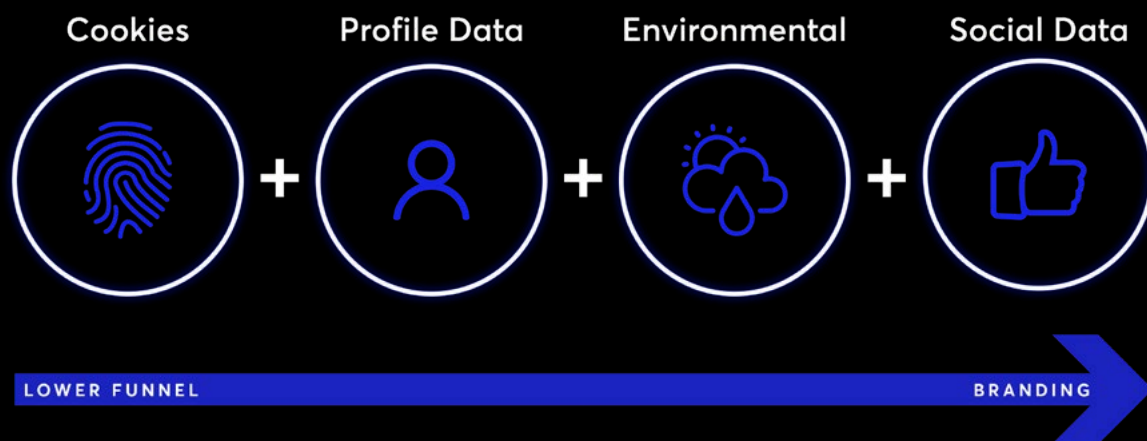 Cookies
Profile Data
Environmental
Social Data
+
+
+
LOWER FUNNEL
BRANDING